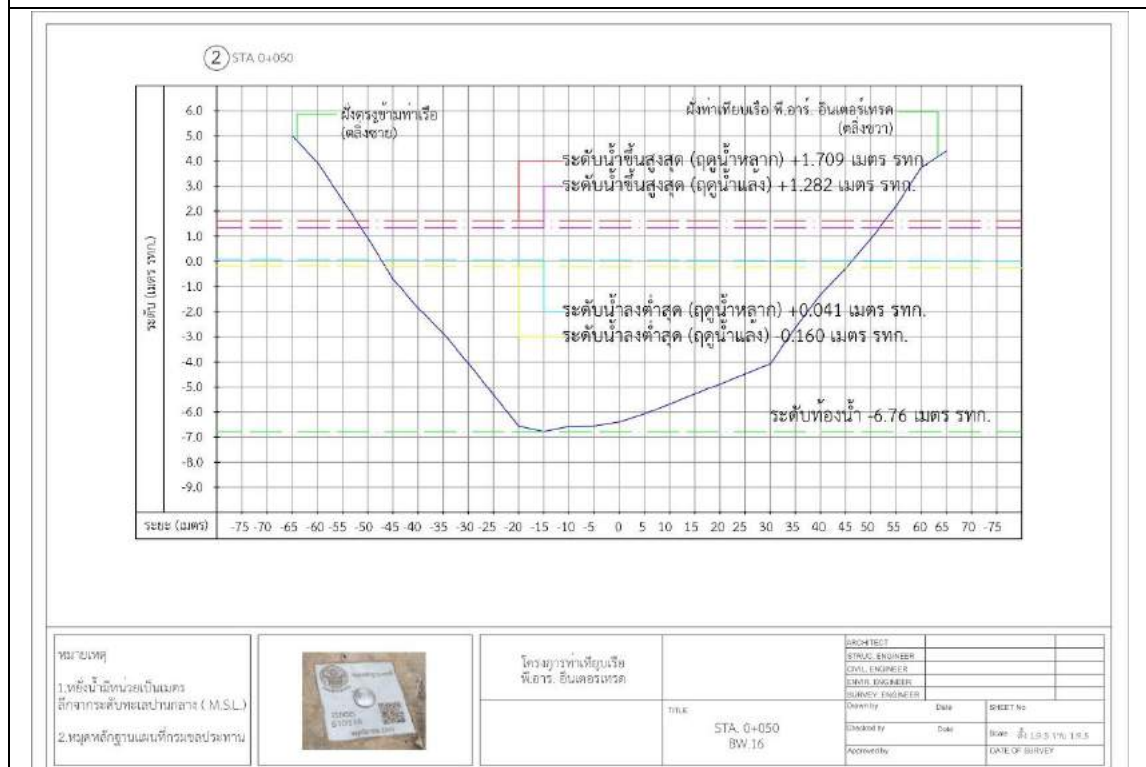 2 STA 0+050
ฝั่งตรงข้ามท่าเรือ
(ตลิ่งซ้าย)
ฝั่งท่าเทียบเรือ พี.อาร์. อินเตอร์เทรด
(ตลิ่งขวา)
ระดับน้ำขึ้นสูงสุด (ฤดูน้ำหลาก) +1.709 เมตร รทก.
ระดับน้ำขึ้นสูงสุด (ฤดูน้ำแล้ง) +1.282 เมตร รทก.
ระดับน้ำลงต่ำสุด (ฤดูน้ำหลาก) +0.041 เมตร รทก.
ระดับน้ำลงต่ำสุด (ฤดูน้ำแล้ง) -0.160 เมตร รทก.
ระดับท้องน้ำ -6.76 เมตร รทก.
ระดับ (เมตร รทก.)
6.0
5.0
4.0
3.0
2.0
1.0
0.0
-1.0
-2.0
-3.0
-4.0
-5.0
-6.0
-7.0
-8.0
-9.0
ระยะ (เมตร) -75 -70 -65 -60 -55 -50 -45 -40 -35 -30 -25 -20 -15 -10 -5 0 5 10 15 20 25 30 35 40 45 50 55 60 65 70 -75
หมายเหตุ
1.หยั่งน้ำมีหน่วยเป็นเมตร
ลึกจากระดับทะเลปานกลาง ( M.S.L.)
2.หมุดหลักฐานแผนที่กรมชลประทาน
โครงการท่าเทียบเรือ
พี.อาร์. อินเตอร์เทรด
TITLE
STA. 0+050
BW.16
ARCHITECT
STRUC. ENGINEER
CIVIL. ENGINEER
ENVIR. ENGINEER
SURVEY. ENGINEER
Drawn by Date SHEET No
Checked by Date Scale
Approved by DATE OF SURVEY